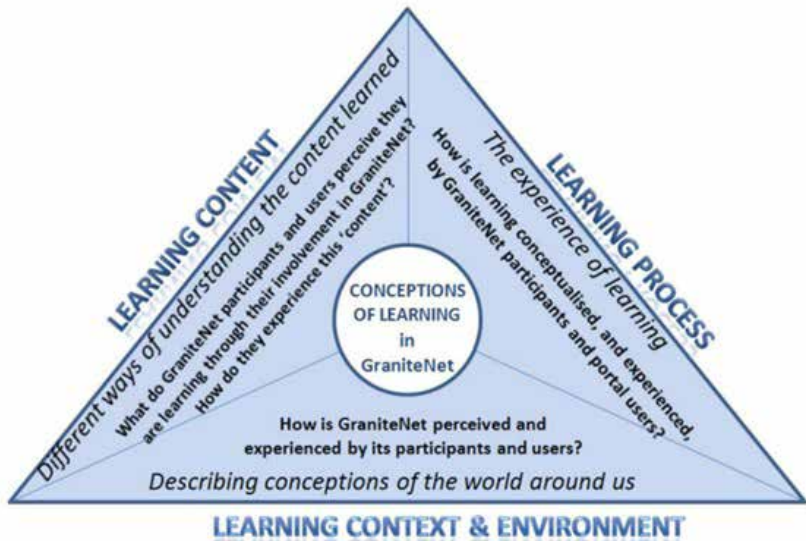 LEARNING CONTENT
Different ways of understanding the content learned
What do GraniteNet participants and users perceive they
are learning through their involvement in GraniteNet?
How do they experience this 'content'?
LEARNING PROCESS
The experience of learning
How is learning conceptualised, and experienced,
by GraniteNet participants and portal users?
CONCEPTIONS
OF LEARNING
in
GraniteNet
How is GraniteNet perceived and
experienced by its participants and users?
Describing conceptions of the world around us
LEARNING CONTEXT & ENVIRONMENT